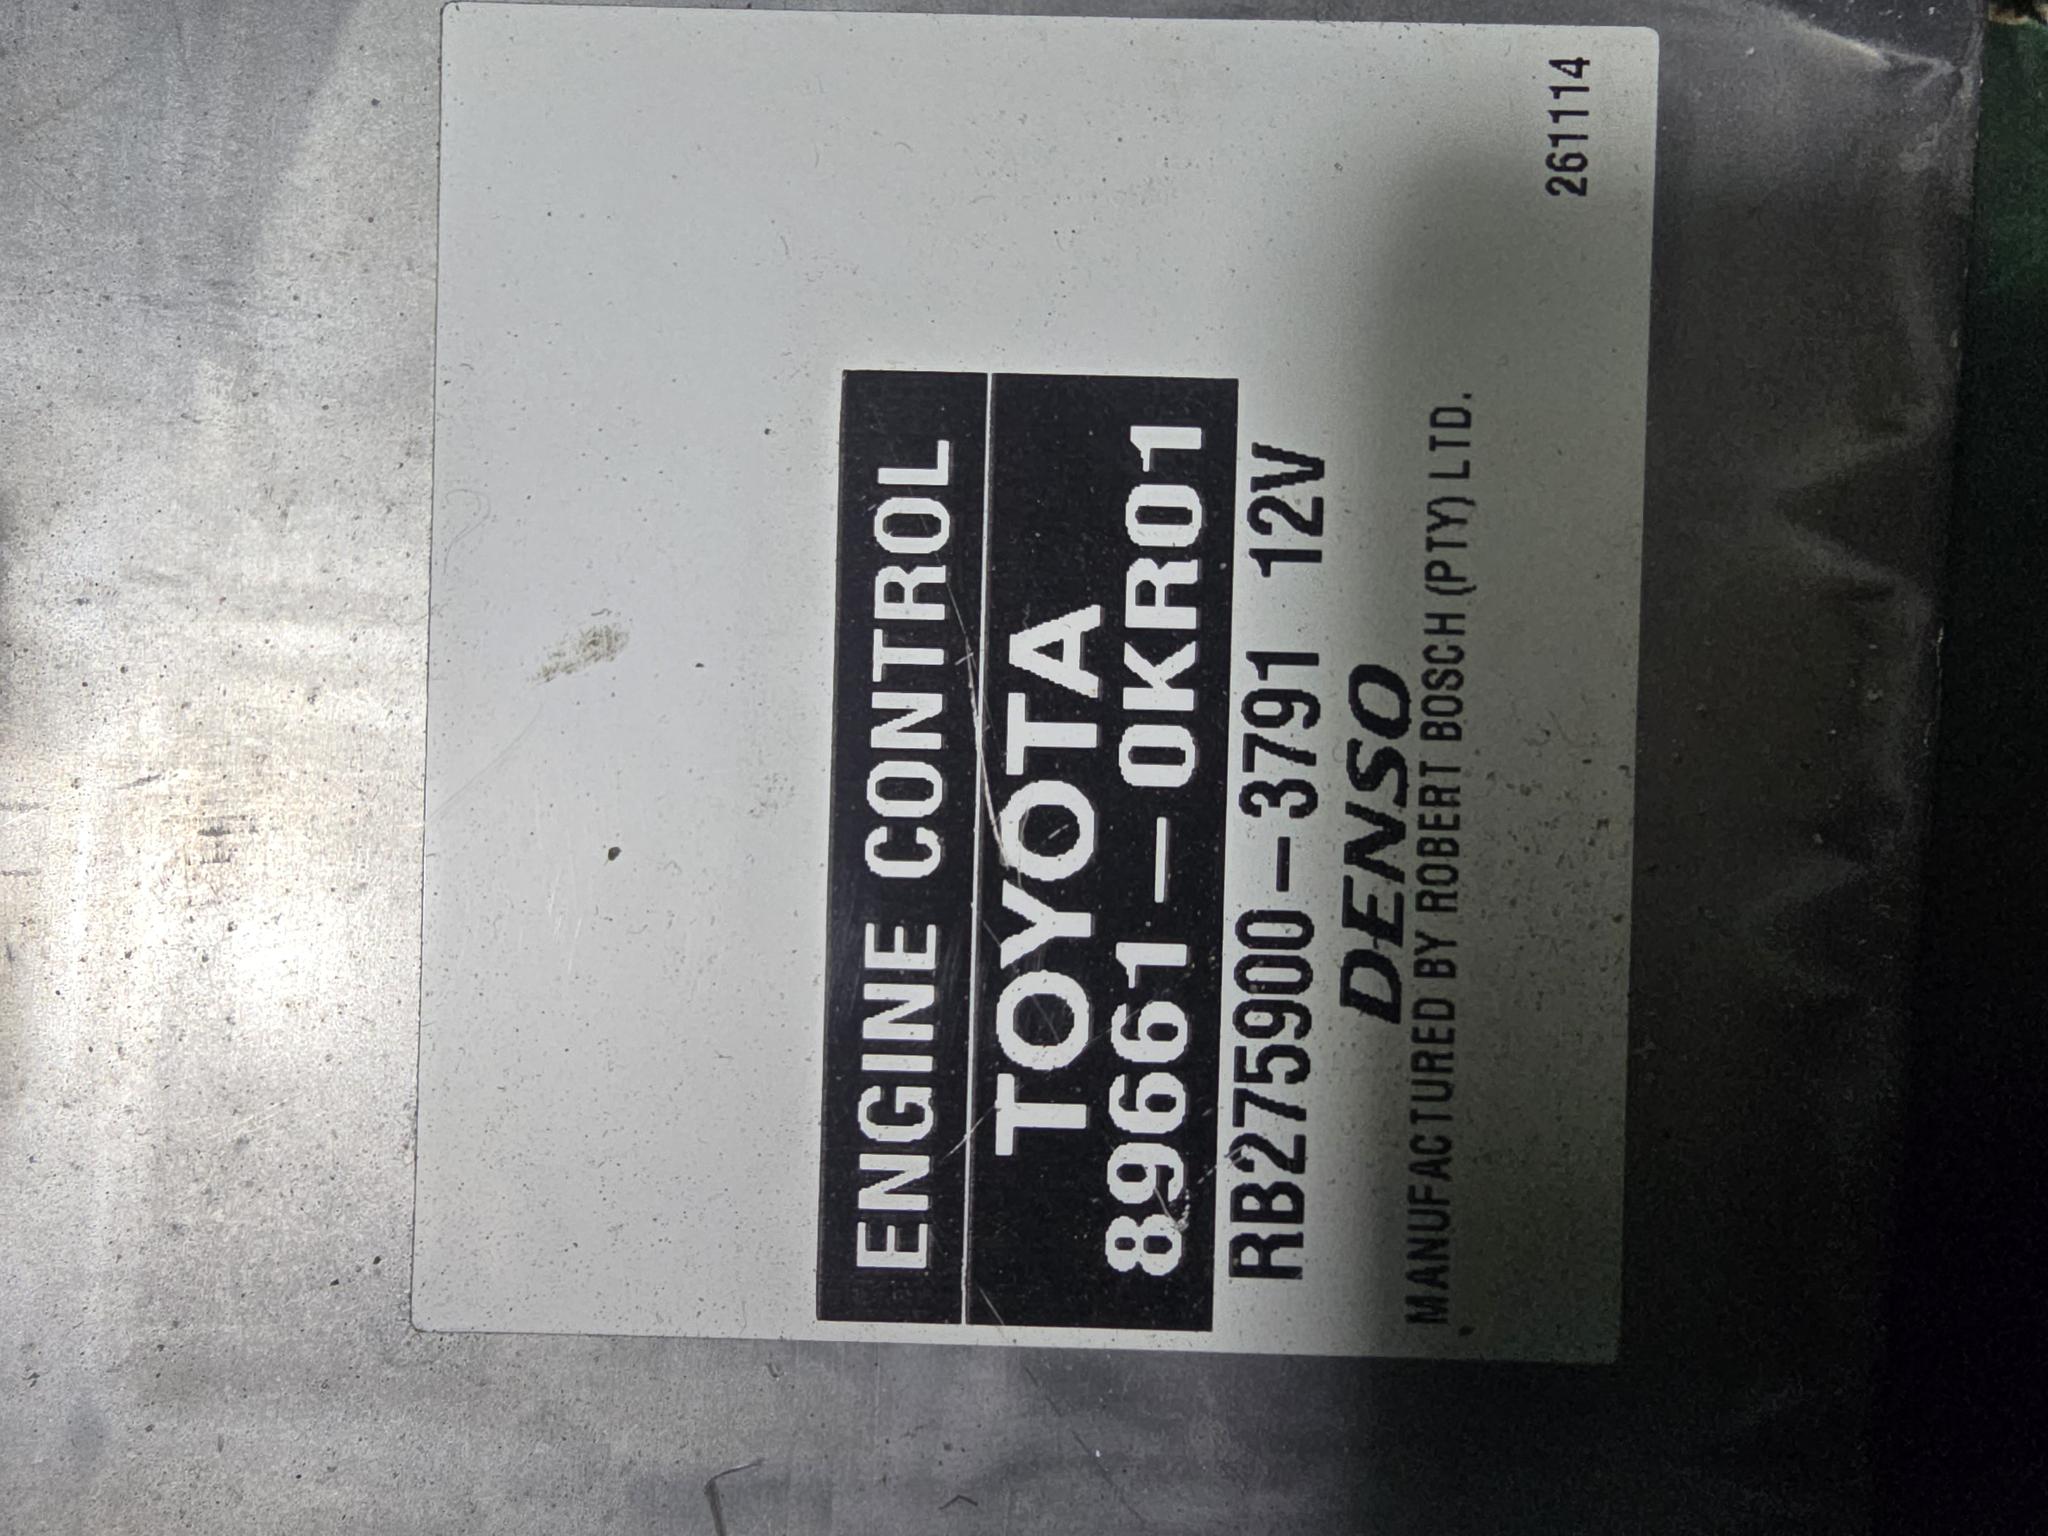 ENGINE CONTROL
TOYOTA
89661-0KR01
RB275900-3791 12V
DENSO
MANUFACTURED BY ROBERT BOSCH (PTY) LTD.
261114